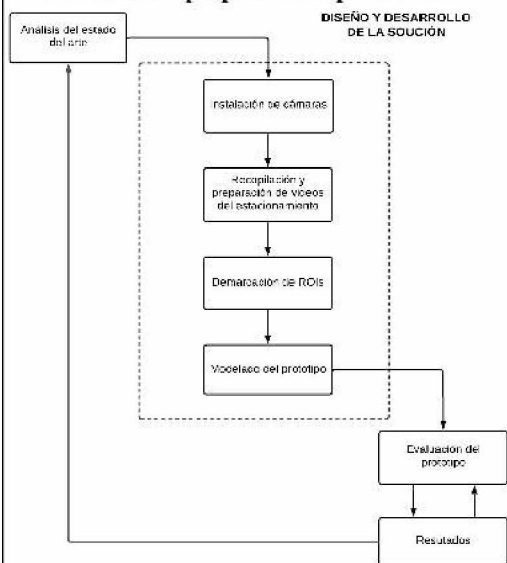 DISEÑO Y DESARROLLO
DE LA SOUCIÓN
Análisis del estado
del arte
Instalación de cámaras
Recopilación y
preparación de videos
del estacionamiento
Demarcación de ROIs
Modelado del prototipo
Evaluación del
prototipo
Resutados